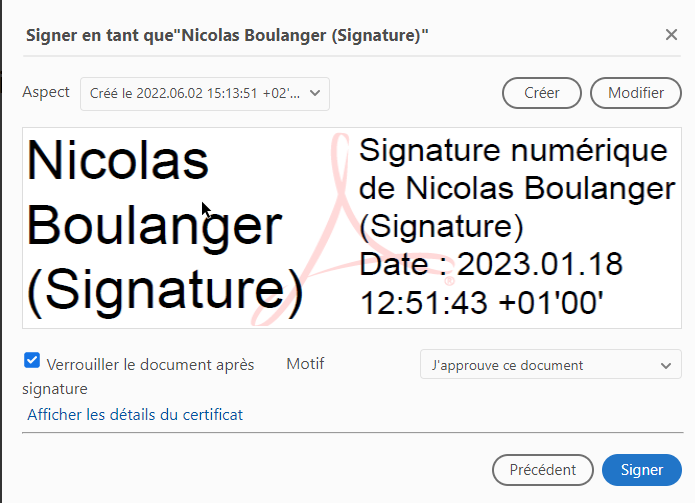 Signer en tant que"Nicolas Boulanger (Signature)"
Aspect
Créé le 2022.06.02 15:13:51 +02'...
Créer
Modifier
Nicolas
Boulanger
(Signature)
Signature numérique
de Nicolas Boulanger
(Signature)
Date : 2023.01.18
12:51:43 +01'00'
Verrouiller le document après
signature
Motif
J'approuve ce document
Afficher les détails du certificat
Précédent
Signer